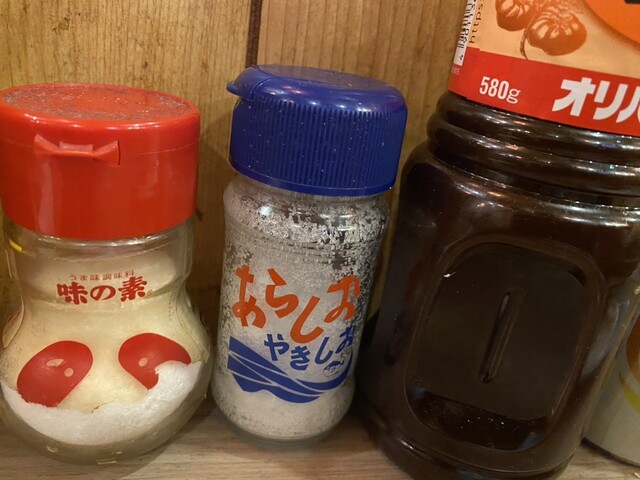 うま味調味料
味の素
あらしお
やきしお
580g
オリバ
https